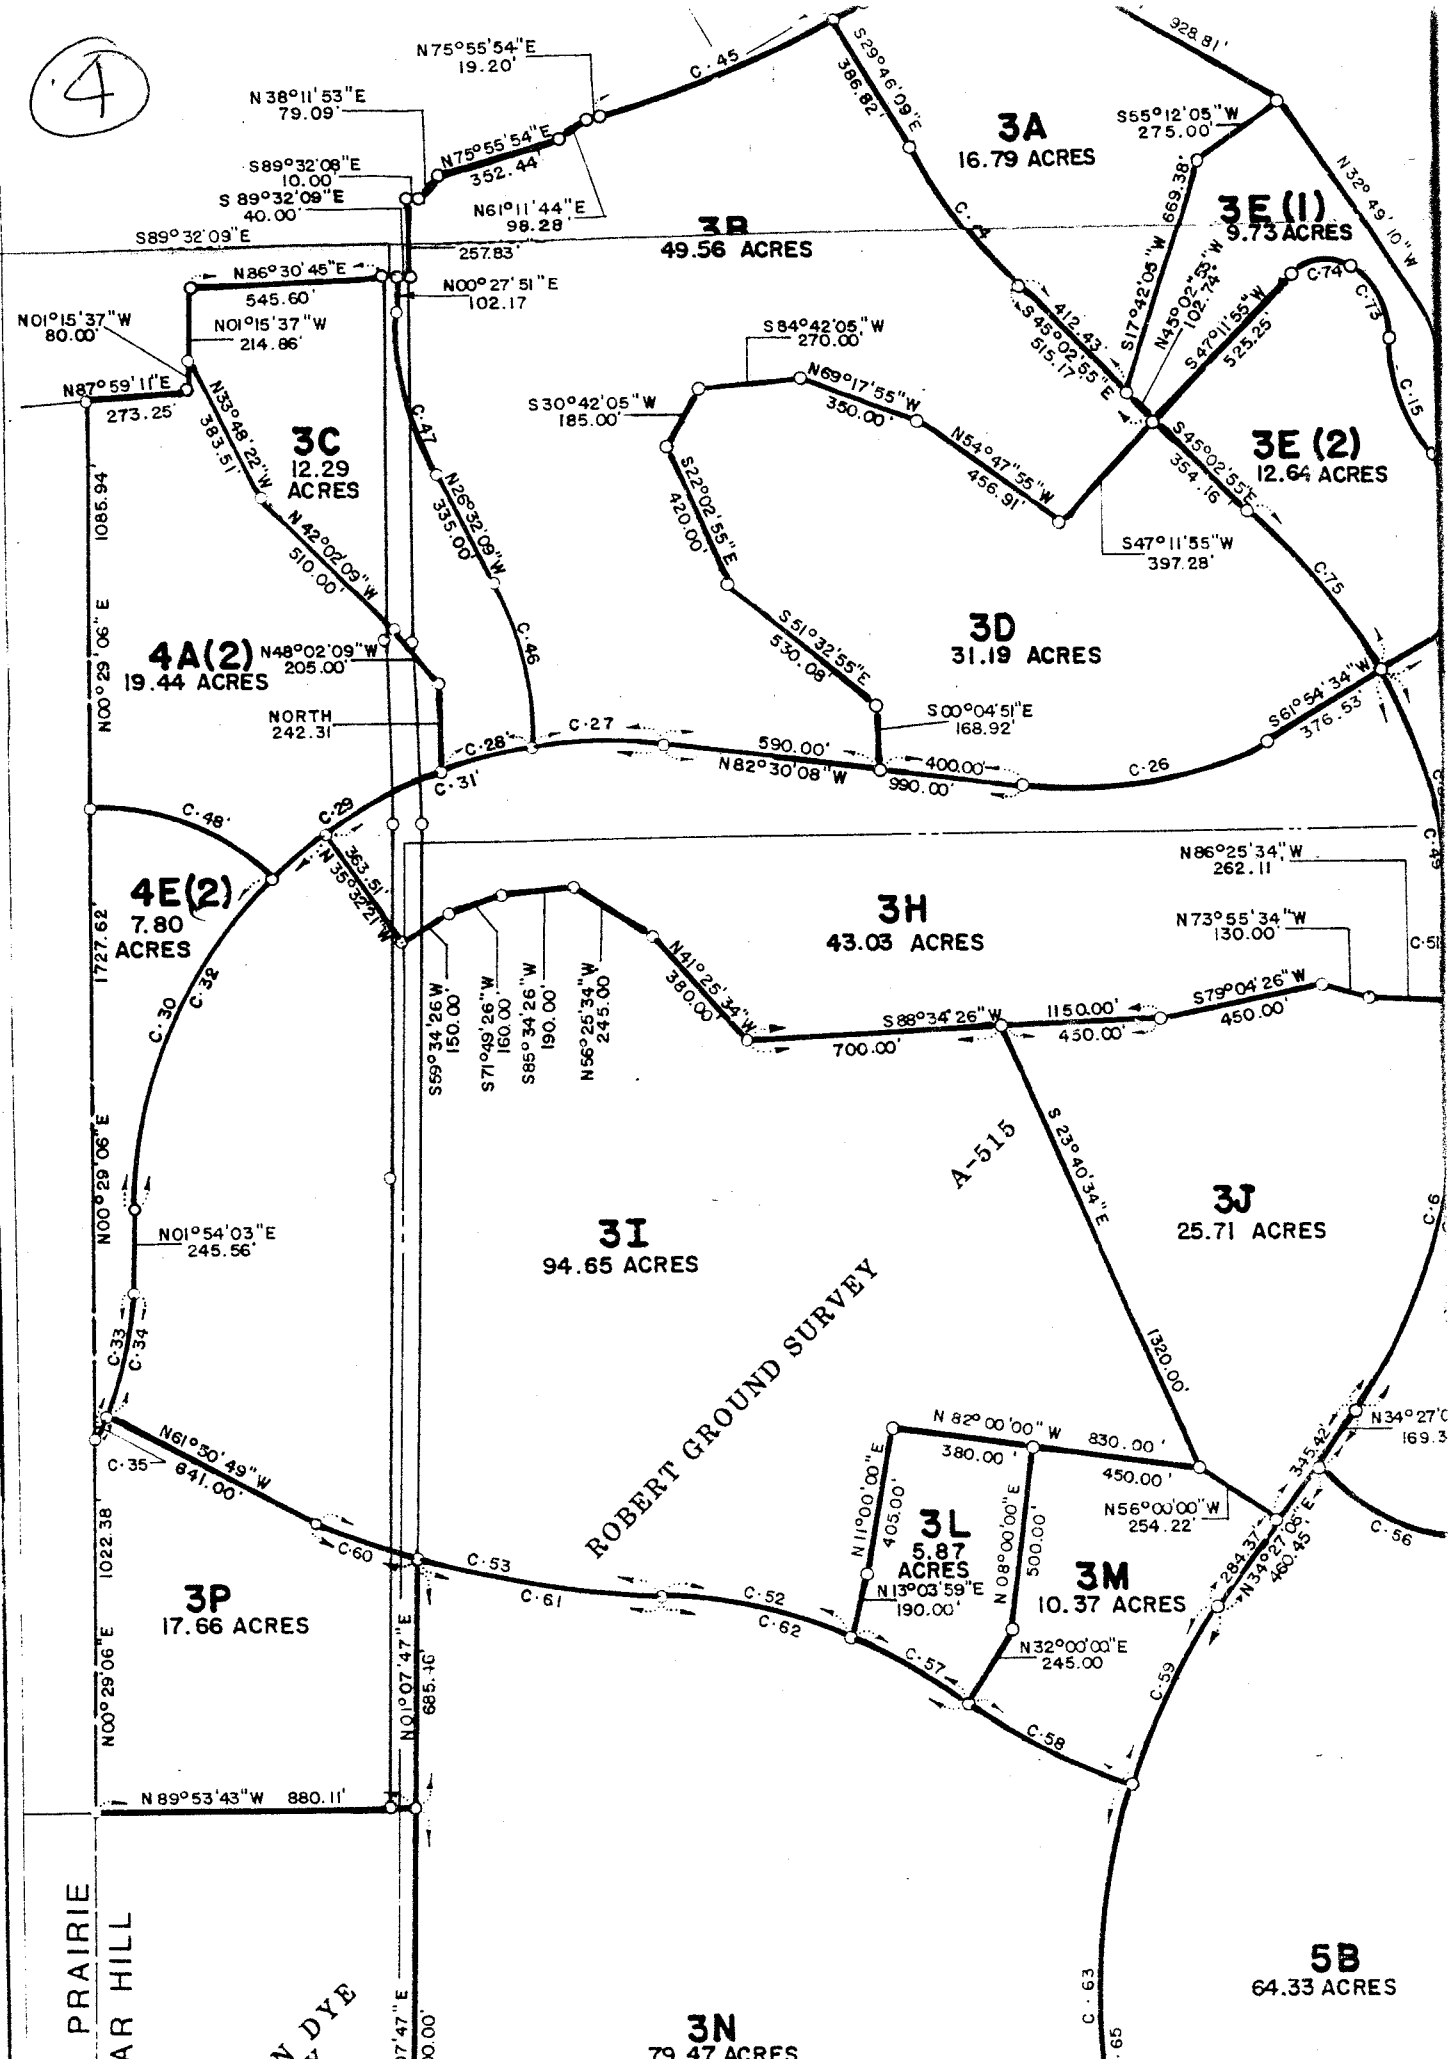 4
N75°55'54"E
19.20'
C·45
928.81'
N38°11'53"E
79.09'
S29°46'09"E
386.82'
3A
16.79 ACRES
S55°12'05"W
275.00'
N75°55'54"E
352.44'
S89°32'08"E
10.00'
S 89°32'09"E
40.00'
N61°11'44"E
98.28'
669.38'
S17°42'05"W
N32°49'10"W
3E(1)
9.73 ACRES
3B
49.56 ACRES
S89°32'09"E
257.83'
N86°30'45"E
545.60'
N00°27'51"E
102.17
C·74
C·73
N01°15'37"W
80.00'
N01°15'37"W
214.86'
S84°42'05"W
270.00'
412.43'
S45°02'55"E
515.17'
N45°02'55"W
102.74'
S47°11'55"W
525.25'
C·15
N87°59'11"E
273.25'
N33°48'22"W
383.51'
3C
12.29
ACRES
C·47
S30°42'05"W
185.00'
N69°17'55"W
350.00'
N54°47'55"W
456.91'
S45°02'55"E
354.16'
3E (2)
12.64 ACRES
1085.94'
N00°29'06"E
N42°02'09"W
510.00'
N26°32'09"W
335.00'
S22°02'55"E
420.00'
S47°11'55"W
397.28'
C·75
4A(2)
19.44 ACRES
N48°02'09"W
205.00'
C·46
S51°32'55"E
530.08'
3D
31.19 ACRES
NORTH
242.31'
C·28
C·27
S00°04'51"E
168.92'
S61°54'34"W
376.53'
590.00'
N82°30'08"W
400.00'
990.00'
C·26
C·31
C·29
C·48
C·49
363.51'
N35°32'21"W
N86°25'34"W
262.11
4E(2)
7.80
ACRES
3H
43.03 ACRES
N73°55'34"W
130.00'
C·51
1727.62'
C·30
C·32
N41°25'34"W
380.00'
S79°04'26"W
450.00'
S88°34'26"W
700.00'
1150.00'
450.00'
S59°34'26W
150.00'
S71°49'26"W
160.00'
S85°34'26"W
190.00'
N56°25'34"W
245.00'
N00°29'06"E
A-515
S 23°40'34"E
1320.00'
N01°54'03"E
245.56'
3I
94.65 ACRES
3J
25.71 ACRES
C·6
ROBERT GROUND SURVEY
C·33
C·34
C·35
N61°50'49"W
841.00'
N 82°00'00"W
380.00'
830.00'
450.00'
345.42'
N34°27'0
169.3
N56°00'00"W
254.22'
C·56
N11°00'00"E
405.00'
3L
5.87
ACRES
N08°00'00"E
500.00'
284.37'
N34°27'06"E
460.45'
1022.38'
C·60
C·53
C·61
C·52
C·62
N13°03'59"E
190.00'
3M
10.37 ACRES
3P
17.66 ACRES
N32°00'00"E
245.00
N00°29'06"E
N01°07'47"E
685.46'
C·57
C·58
C·59
N89°53'43"W
880.11'
PRAIRIE
AR HILL
N DYE
07'47"E
00.00'
3N
79.47 ACRES
C·63
65
5B
64.33 ACRES